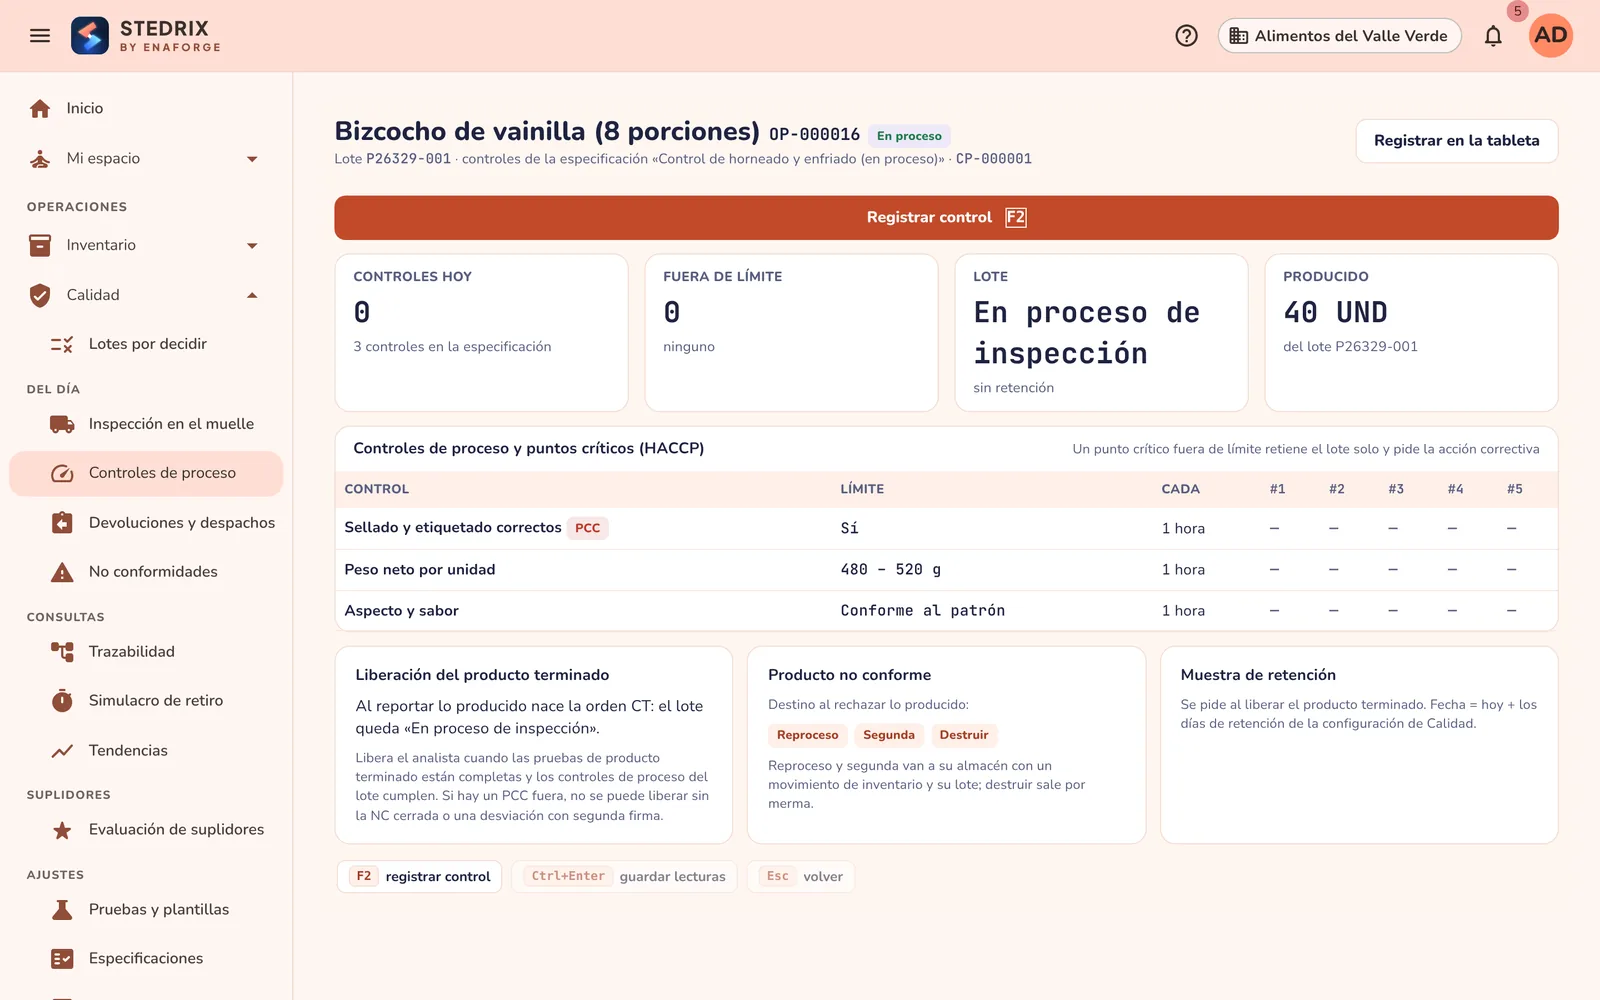 STEDRIX
BY ENAFORGE
Alimentos del Valle Verde
5
AD
Inicio
Mi espacio
OPERACIONES
Inventario
Calidad
Lotes por decidir
DEL DÍA
Inspección en el muelle
Controles de proceso
Devoluciones y despachos
No conformidades
CONSULTAS
Trazabilidad
Simulacro de retiro
Tendencias
SUPLIDORES
Evaluación de suplidores
AJUSTES
Pruebas y plantillas
Especificaciones
Bizcocho de vainilla (8 porciones) OP-000016 En proceso
Lote P26329-001 · controles de la especificación «Control de horneado y enfriado (en proceso)» · CP-000001
Registrar en la tableta
Registrar control F2
CONTROLES HOY
0
3 controles en la especificación
FUERA DE LÍMITE
0
ninguno
LOTE
En proceso de
inspección
sin retención
PRODUCIDO
40 UND
del lote P26329-001
Controles de proceso y puntos críticos (HACCP)
Un punto crítico fuera de límite retiene el lote solo y pide la acción correctiva
CONTROL LÍMITE CADA #1 #2 #3 #4 #5
Sellado y etiquetado correctos PCC Sí 1 hora — — — — —
Peso neto por unidad 480 – 520 g 1 hora — — — — —
Aspecto y sabor Conforme al patrón 1 hora — — — — —
Liberación del producto terminado
Al reportar lo producido nace la orden CT: el lote
queda «En proceso de inspección».
Libera el analista cuando las pruebas de producto
terminado están completas y los controles de proceso del
lote cumplen. Si hay un PCC fuera, no se puede liberar sin
la NC cerrada o una desviación con segunda firma.
Producto no conforme
Destino al rechazar lo producido:
Reproceso Segunda Destruir
Reproceso y segunda van a su almacén con un
movimiento de inventario y su lote; destruir sale por
merma.
Muestra de retención
Se pide al liberar el producto terminado. Fecha = hoy + los
días de retención de la configuración de Calidad.
F2 registrar control
Ctrl+Enter guardar lecturas
Esc volver